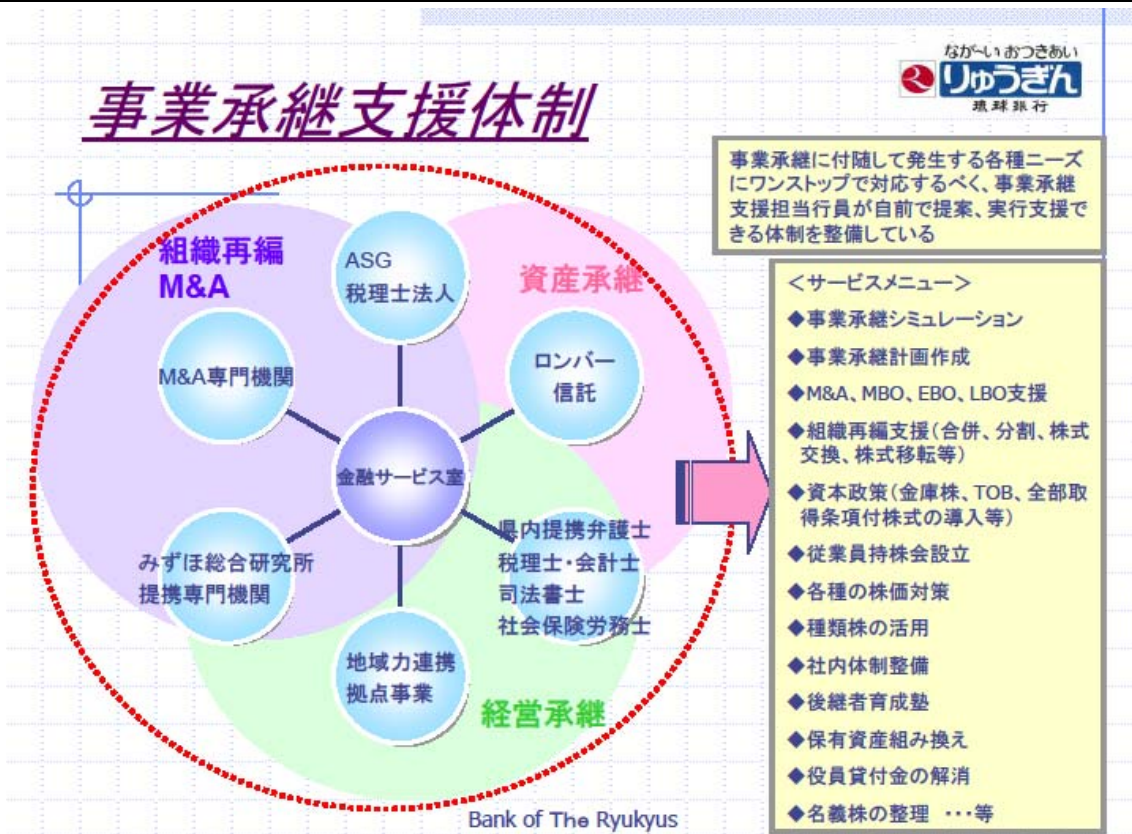 なが～い おつきあい
りゅうぎん
琉球銀行
事業承継支援体制
事業承継に付随して発生する各種ニーズ
にワンストップで対応するべく、事業承継
支援担当行員が自前で提案、実行支援で
きる体制を整備している
組織再編
M&A
ASG
税理士法人
資産承継
M&A専門機関
ロンバー
信託
金融サービス室
みずほ総合研究所
提携専門機関
県内提携弁護士
税理士・会計士
司法書士
社会保険労務士
地域力連携
拠点事業
経営承継
＜サービスメニュー＞
◆事業承継シミュレーション
◆事業承継計画作成
◆M&A、MBO、EBO、LBO支援
◆組織再編支援（合併、分割、株式
交換、株式移転等）
◆資本政策（金庫株、TOB、全部取
得条項付株式の導入等）
◆従業員持株会設立
◆各種の株価対策
◆種類株の活用
◆社内体制整備
◆後継者育成塾
◆保有資産組み換え
◆役員貸付金の解消
◆名義株の整理 ・・・等
Bank of The Ryukyus